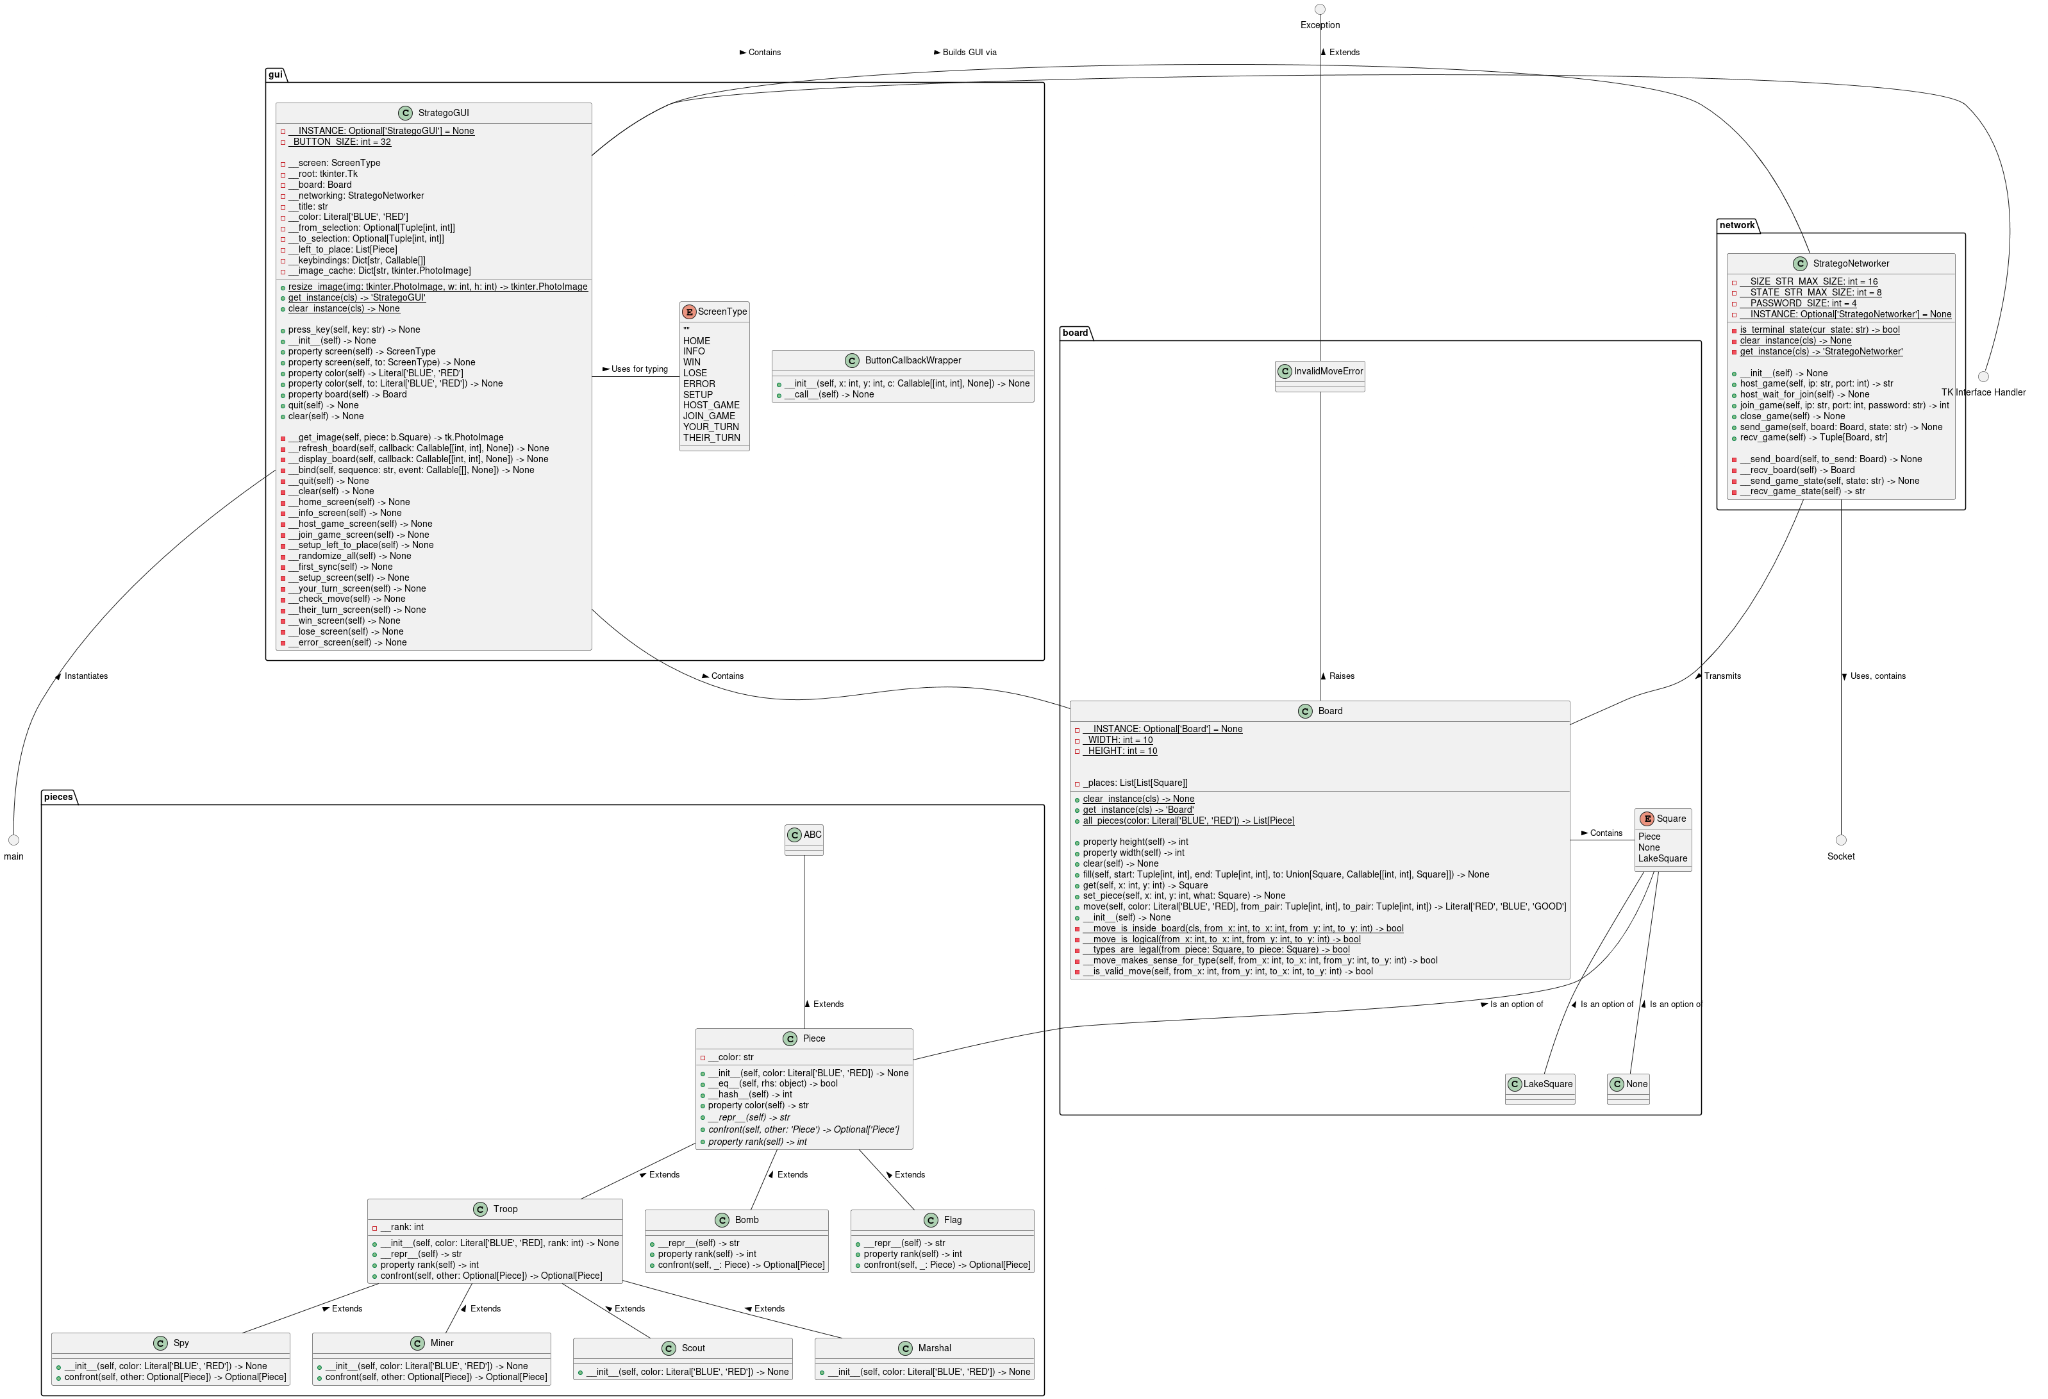 Exception
Contains
Builds GUI via
Extends
gui
C StrategoGUI
__INSTANCE: Optional['StrategoGUI'] = None
_BUTTON_SIZE: int = 32
__screen: ScreenType
__root: tkinter.Tk
__board: Board
__networking: StrategoNetworker
__title: str
__color: Literal['BLUE', 'RED']
__from_selection: Optional[Tuple[int, int]]
__to_selection: Optional[Tuple[int, int]]
__left_to_place: List[Piece]
__keybindings: Dict[str, Callable[]]
__image_cache: Dict[str, tkinter.PhotoImage]
resize_image(img: tkinter.PhotoImage, w: int, h: int) -> tkinter.PhotoImage
get_instance(cls) -> 'StrategoGUI'
clear_instance(cls) -> None
press_key(self, key: str) -> None
__init__(self) -> None
property screen(self) -> ScreenType
property screen(self, to: ScreenType) -> None
property color(self) -> Literal['BLUE', 'RED']
property color(self, to: Literal['BLUE', 'RED']) -> None
property board(self) -> Board
quit(self) -> None
clear(self) -> None
__get_image(self, piece: b.Square) -> tk.PhotoImage
__refresh_board(self, callback: Callable[[int, int], None]) -> None
__display_board(self, callback: Callable[[int, int], None]) -> None
__bind(self, sequence: str, event: Callable[[], None]) -> None
__quit(self) -> None
__clear(self) -> None
__home_screen(self) -> None
__info_screen(self) -> None
__host_game_screen(self) -> None
__join_game_screen(self) -> None
__setup_left_to_place(self) -> None
__randomize_all(self) -> None
__first_sync(self) -> None
__setup_screen(self) -> None
__your_turn_screen(self) -> None
__check_move(self) -> None
__their_turn_screen(self) -> None
__win_screen(self) -> None
__lose_screen(self) -> None
__error_screen(self) -> None
Uses for typing
E ScreenType
""
HOME
INFO
WIN
LOSE
ERROR
SETUP
HOST_GAME
JOIN_GAME
YOUR_TURN
THEIR_TURN
C ButtonCallbackWrapper
__init__(self, x: int, y: int, c: Callable[[int, int], None]) -> None
__call__(self) -> None
network
C StrategoNetworker
__SIZE_STR_MAX_SIZE: int = 16
__STATE_STR_MAX_SIZE: int = 8
__PASSWORD_SIZE: int = 4
__INSTANCE: Optional['StrategoNetworker'] = None
is_terminal_state(cur_state: str) -> bool
clear_instance(cls) -> None
get_instance(cls) -> 'StrategoNetworker'
__init__(self) -> None
host_game(self, ip: str, port: int) -> str
host_wait_for_join(self) -> None
join_game(self, ip: str, port: int, password: str) -> int
close_game(self) -> None
send_game(self, board: Board, state: str) -> None
recv_game(self) -> Tuple[Board, str]
__send_board(self, to_send: Board) -> None
__recv_board(self) -> Board
__send_game_state(self, state: str) -> None
__recv_game_state(self) -> str
TK Interface Handler
board
C InvalidMoveError
Instantiates
Contains
Raises
Transmits
Uses, contains
C Board
__INSTANCE: Optional['Board'] = None
_WIDTH: int = 10
_HEIGHT: int = 10
_places: List[List[Square]]
clear_instance(cls) -> None
get_instance(cls) -> 'Board'
all_pieces(color: Literal['BLUE', 'RED']) -> List[Piece]
property height(self) -> int
property width(self) -> int
clear(self) -> None
fill(self, start: Tuple[int, int], end: Tuple[int, int], to: Union[Square, Callable[[int, int], Square]]) -> None
get(self, x: int, y: int) -> Square
set_piece(self, x: int, y: int, what: Square) -> None
move(self, color: Literal['BLUE', 'RED], from_pair: Tuple[int, int], to_pair: Tuple[int, int]) -> Literal['RED', 'BLUE', 'GOOD']
__init__(self) -> None
__move_is_inside_board(cls, from_x: int, to_x: int, from_y: int, to_y: int) -> bool
__move_is_logical(from_x: int, to_x: int, from_y: int, to_y: int) -> bool
__types_are_legal(from_piece: Square, to_piece: Square) -> bool
__move_makes_sense_for_type(self, from_x: int, to_x: int, from_y: int, to_y: int) -> bool
__is_valid_move(self, from_x: int, from_y: int, to_x: int, to_y: int) -> bool
Contains
E Square
Piece
None
LakeSquare
main
Socket
pieces
C ABC
Extends
Is an option of
Is an option of
Is an option of
C Piece
__color: str
__init__(self, color: Literal['BLUE', 'RED]) -> None
__eq__(self, rhs: object) -> bool
__hash__(self) -> int
property color(self) -> str
__repr__(self) -> str
confront(self, other: 'Piece') -> Optional['Piece']
property rank(self) -> int
C LakeSquare
C None
Extends
Extends
Extends
C Troop
__rank: int
__init__(self, color: Literal['BLUE', 'RED], rank: int) -> None
__repr__(self) -> str
property rank(self) -> int
confront(self, other: Optional[Piece]) -> Optional[Piece]
C Bomb
__repr__(self) -> str
property rank(self) -> int
confront(self, _: Piece) -> Optional[Piece]
C Flag
__repr__(self) -> str
property rank(self) -> int
confront(self, _: Piece) -> Optional[Piece]
Extends
Extends
Extends
Extends
C Spy
__init__(self, color: Literal['BLUE', 'RED']) -> None
confront(self, other: Optional[Piece]) -> Optional[Piece]
C Miner
__init__(self, color: Literal['BLUE', 'RED']) -> None
confront(self, other: Optional[Piece]) -> Optional[Piece]
C Scout
__init__(self, color: Literal['BLUE', 'RED']) -> None
C Marshal
__init__(self, color: Literal['BLUE', 'RED']) -> None